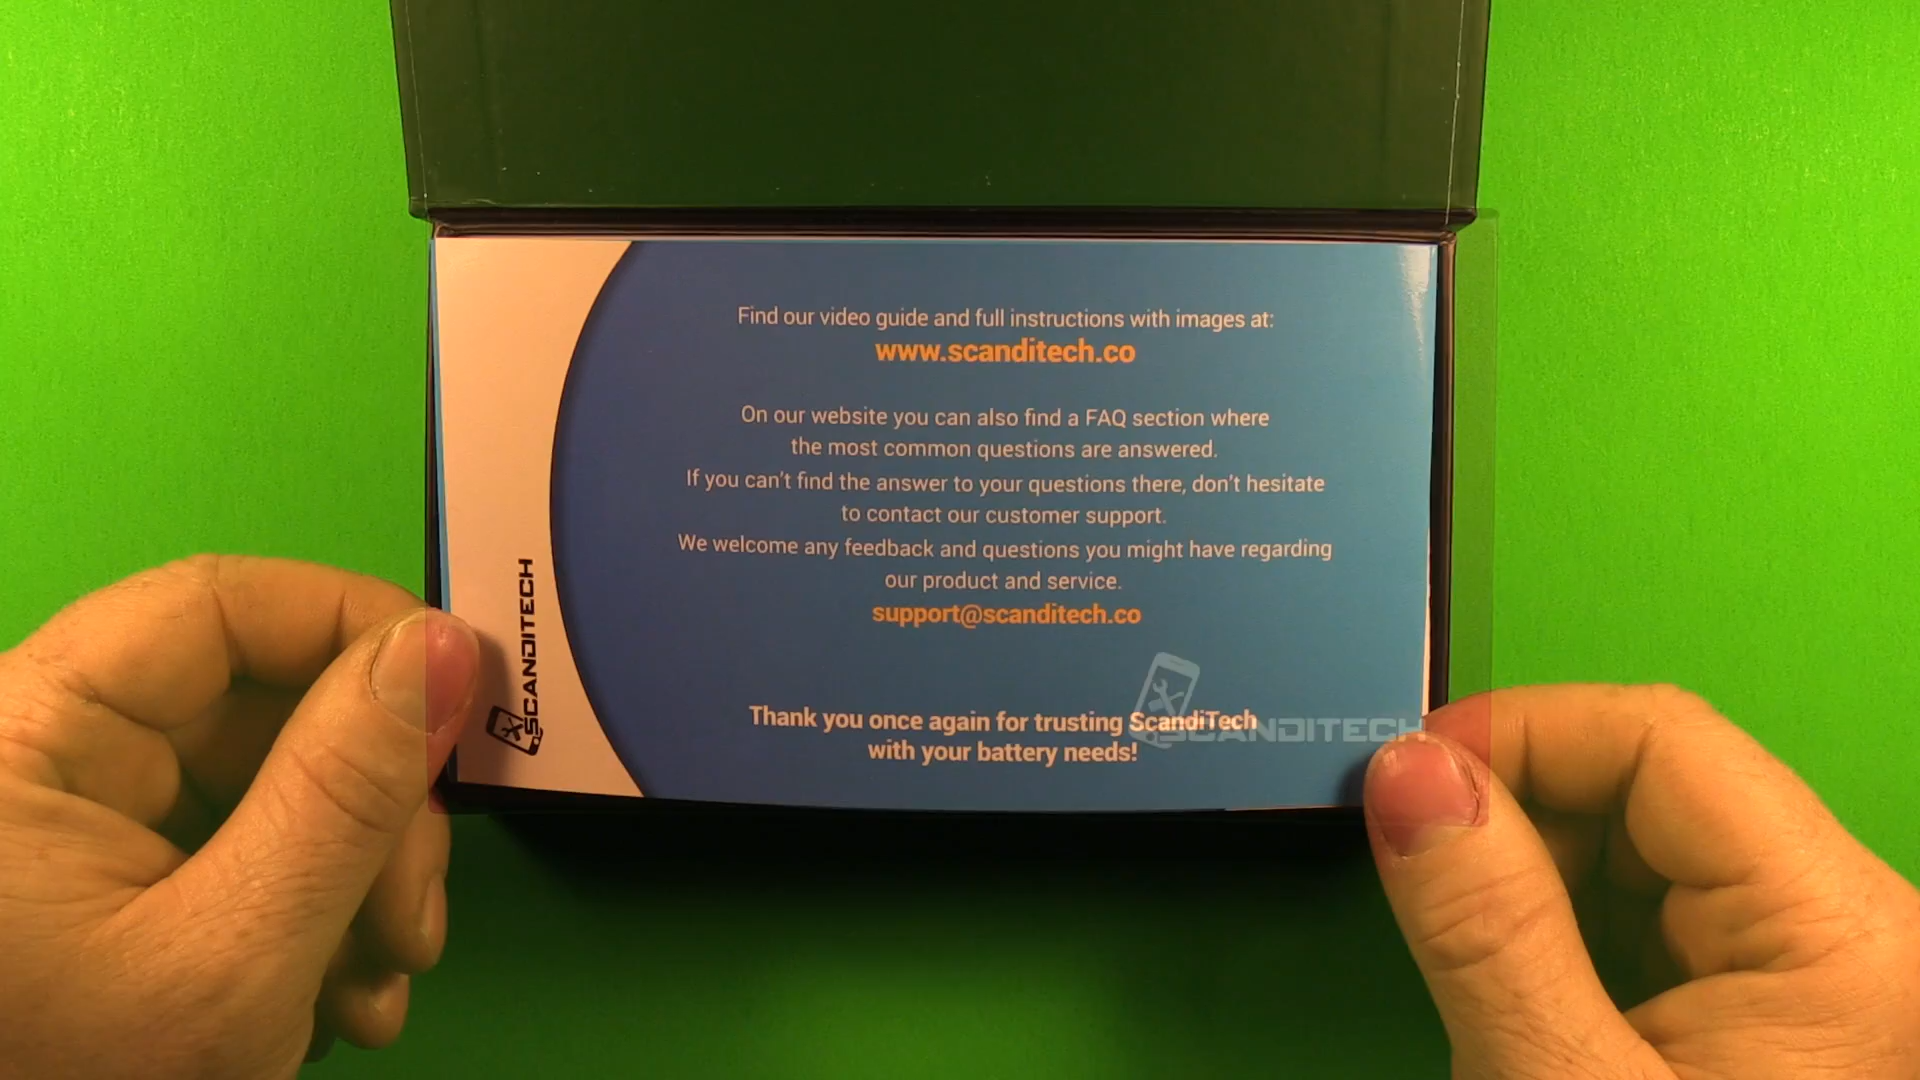 Find our video guide and full instructions with images at:
www.scanditech.co
On our website you can also find a FAQ section where
the most common questions are answered.
If you can't find the answer to your questions there, don't hesitate
to contact our customer support.
We welcome any feedback and questions you might have regarding
our product and service.
support@scanditech.co
Thank you once again for trusting ScandiTech
with your battery needs!
SCANDITECH
SCANDITECH